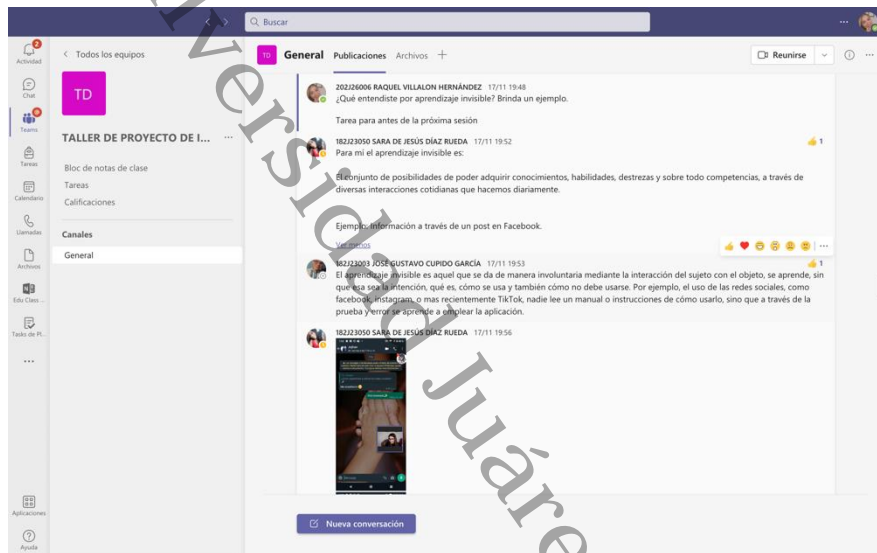 Buscar
Actividad
Chat
Teams
Tareas
Calendario
Llamadas
Archivos
Edu Class ...
Tasks de Pl...
Aplicaciones
Ayuda
Todos los equipos
TD
TALLER DE PROYECTO DE I...
Bloc de notas de clase
Tareas
Calificaciones
Canales
General
TD General Publicaciones Archivos
Reunirse
202J26006 RAQUEL VILLALON HERNÁNDEZ 17/11 19:48
¿Qué entendiste por aprendizaje invisible? Brinda un ejemplo.
Tarea para antes de la próxima sesión
182J23050 SARA DE JESÚS DÍAZ RUEDA 17/11 19:52
1
Para mí el aprendizaje invisible es:
El conjunto de posibilidades de poder adquirir conocimientos, habilidades, destrezas y sobre todo competencias, a través de
diversas interacciones cotidianas que hacemos diariamente.
Ejemplo: Información a través de un post en Facebook.
Ver menos
182J23003 JOSÉ GUSTAVO CUPIDO GARCÍA 17/11 19:53
1
El aprendizaje invisible es aquel que se da de manera involuntaria mediante la interacción del sujeto con el objeto, se aprende, sin
que esa sea la intención, qué es, cómo se usa y también cómo no debe usarse. Por ejemplo, el uso de las redes sociales, como
facebook, instagram, o mas recientemente TikTok, nadie lee un manual o instrucciones de cómo usarlo, sino que a través de la
prueba y error se aprende a emplear la aplicación.
182J23050 SARA DE JESÚS DÍAZ RUEDA 17/11 19:56
Nueva conversación
iversidad Juáre